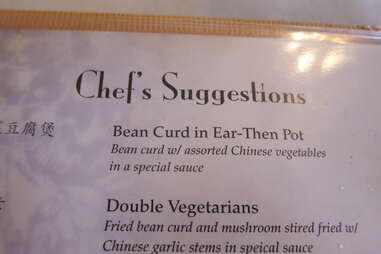 Chef's Suggestions
豆腐煲
Bean Curd in Ear-Then Pot
Bean curd w/ assorted Chinese vegetables
in a special sauce
Double Vegetarians
Fried bean curd and mushroom stired fried w/
Chinese garlic stems in speical sauce